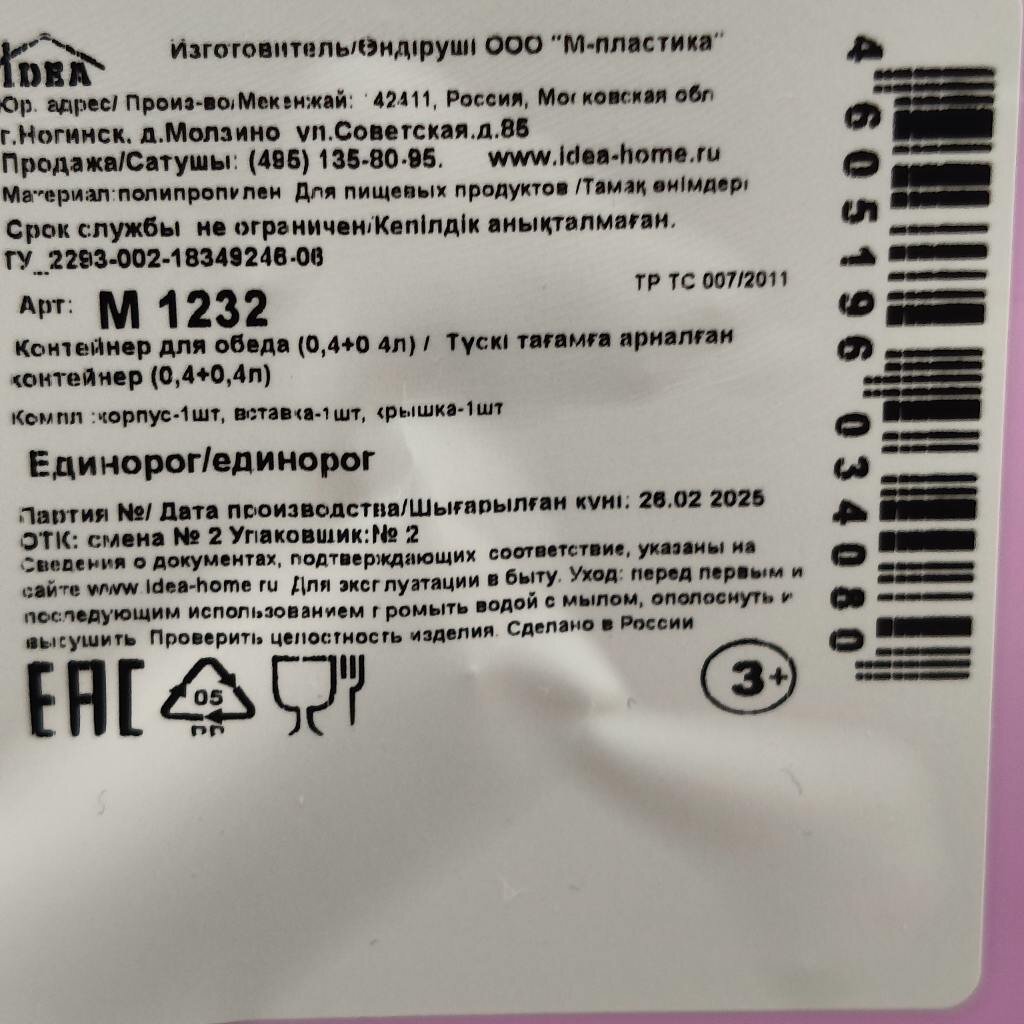 IDEA
Изготовитель/Өндіруші ООО "М-пластика"
Юр. адрес/ Произ-во/Мекенжай: 42411, Россия, Московская обл
г.Ногинск. д.Молзино ул.Советская.д.85
Продажа/Сатушы: (495) 135-80-95. www.idea-home.ru
Материал:полипропилен Для пищевых продуктов /Тамақ өнімдері
Срок службы не ограничен/Кепілдік анықталмаған.
ТУ 2293-002-18349246-06
ТР ТС 007/2011
Арт: М 1232
Контейнер для обеда (0,4+0 4л) / Түскі тағамға арналған
контейнер (0,4+0,4л)
Компл :корпус-1шт, вставка-1шт, крышка-1шт
Единорог/единорог
Партия №/ Дата производства/Шығарылған күні: 26.02 2025
ОТК: смена № 2 Упаковщик:№ 2
Сведения о документах, подтверждающих соответствие, указаны на
сайте www idea-home ru Для эксплуатации в быту. Уход: перед первым и
последующим использованием промыть водой с мылом, ополоснуть и
высушить Проверить целостность изделия. Сделано в России
EAC
05
PP
3+
4 605196 034080